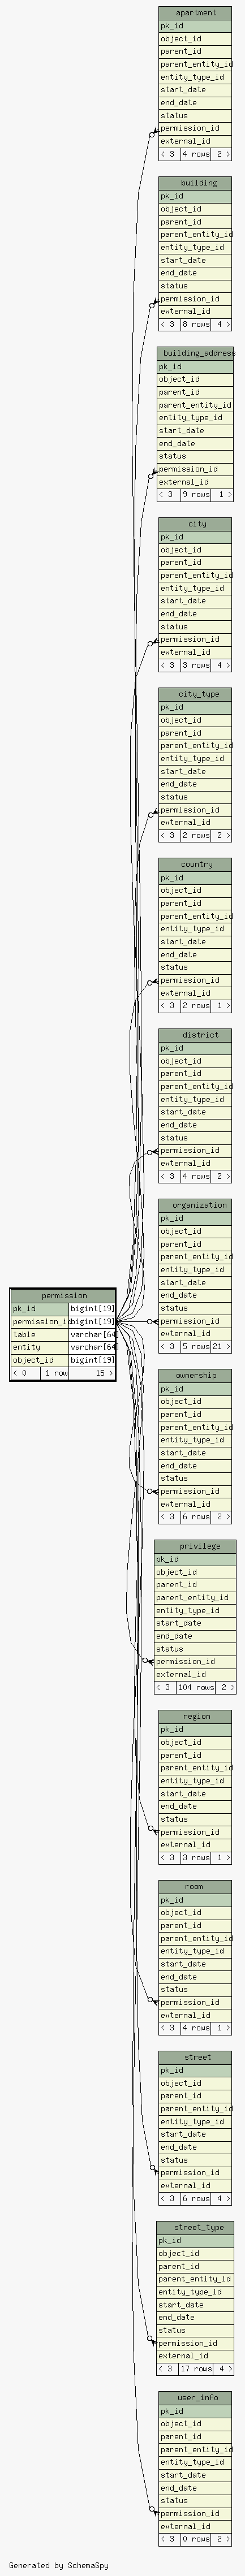 apartment
pk_id
object_id
parent_id
parent_entity_id
entity_type_id
start_date
end_date
status
permission_id
external_id
< 3 4 rows 2 >
building
pk_id
object_id
parent_id
parent_entity_id
entity_type_id
start_date
end_date
status
permission_id
external_id
< 3 8 rows 4 >
building_address
pk_id
object_id
parent_id
parent_entity_id
entity_type_id
start_date
end_date
status
permission_id
external_id
< 3 9 rows 1 >
city
pk_id
object_id
parent_id
parent_entity_id
entity_type_id
start_date
end_date
status
permission_id
external_id
< 3 3 rows 4 >
city_type
pk_id
object_id
parent_id
parent_entity_id
entity_type_id
start_date
end_date
status
permission_id
external_id
< 3 2 rows 2 >
country
pk_id
object_id
parent_id
parent_entity_id
entity_type_id
start_date
end_date
status
permission_id
external_id
< 3 2 rows 1 >
district
pk_id
object_id
parent_id
parent_entity_id
entity_type_id
start_date
end_date
status
permission_id
external_id
< 3 4 rows 2 >
organization
pk_id
object_id
parent_id
parent_entity_id
entity_type_id
start_date
end_date
status
permission_id
external_id
< 3 5 rows 21 >
permission
pk_id bigint[19]
permission_id bigint[19]
table varchar[64]
entity varchar[64]
object_id bigint[19]
< 0 1 row 15 >
ownership
pk_id
object_id
parent_id
parent_entity_id
entity_type_id
start_date
end_date
status
permission_id
external_id
< 3 6 rows 2 >
privilege
pk_id
object_id
parent_id
parent_entity_id
entity_type_id
start_date
end_date
status
permission_id
external_id
< 3 104 rows 2 >
region
pk_id
object_id
parent_id
parent_entity_id
entity_type_id
start_date
end_date
status
permission_id
external_id
< 3 3 rows 1 >
room
pk_id
object_id
parent_id
parent_entity_id
entity_type_id
start_date
end_date
status
permission_id
external_id
< 3 4 rows 1 >
street
pk_id
object_id
parent_id
parent_entity_id
entity_type_id
start_date
end_date
status
permission_id
external_id
< 3 6 rows 4 >
street_type
pk_id
object_id
parent_id
parent_entity_id
entity_type_id
start_date
end_date
status
permission_id
external_id
< 3 17 rows 4 >
user_info
pk_id
object_id
parent_id
parent_entity_id
entity_type_id
start_date
end_date
status
permission_id
external_id
< 3 0 rows 2 >
Generated by SchemaSpy